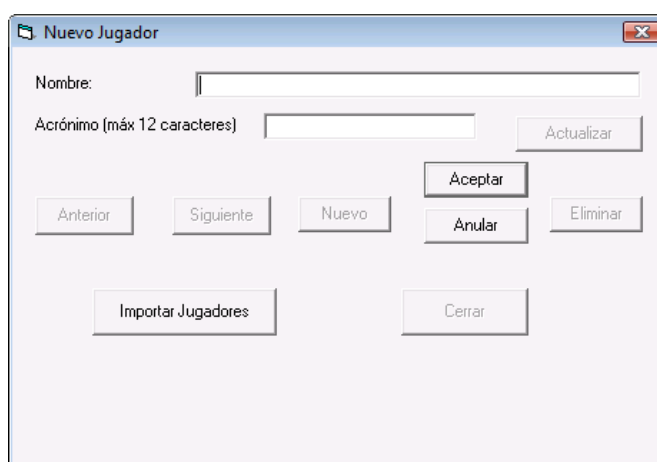 Nuevo Jugador
Nombre:
Acrónimo (máx 12 caracteres)
Actualizar
Aceptar
Anterior
Siguiente
Nuevo
Anular
Eliminar
Importar Jugadores
Cerrar